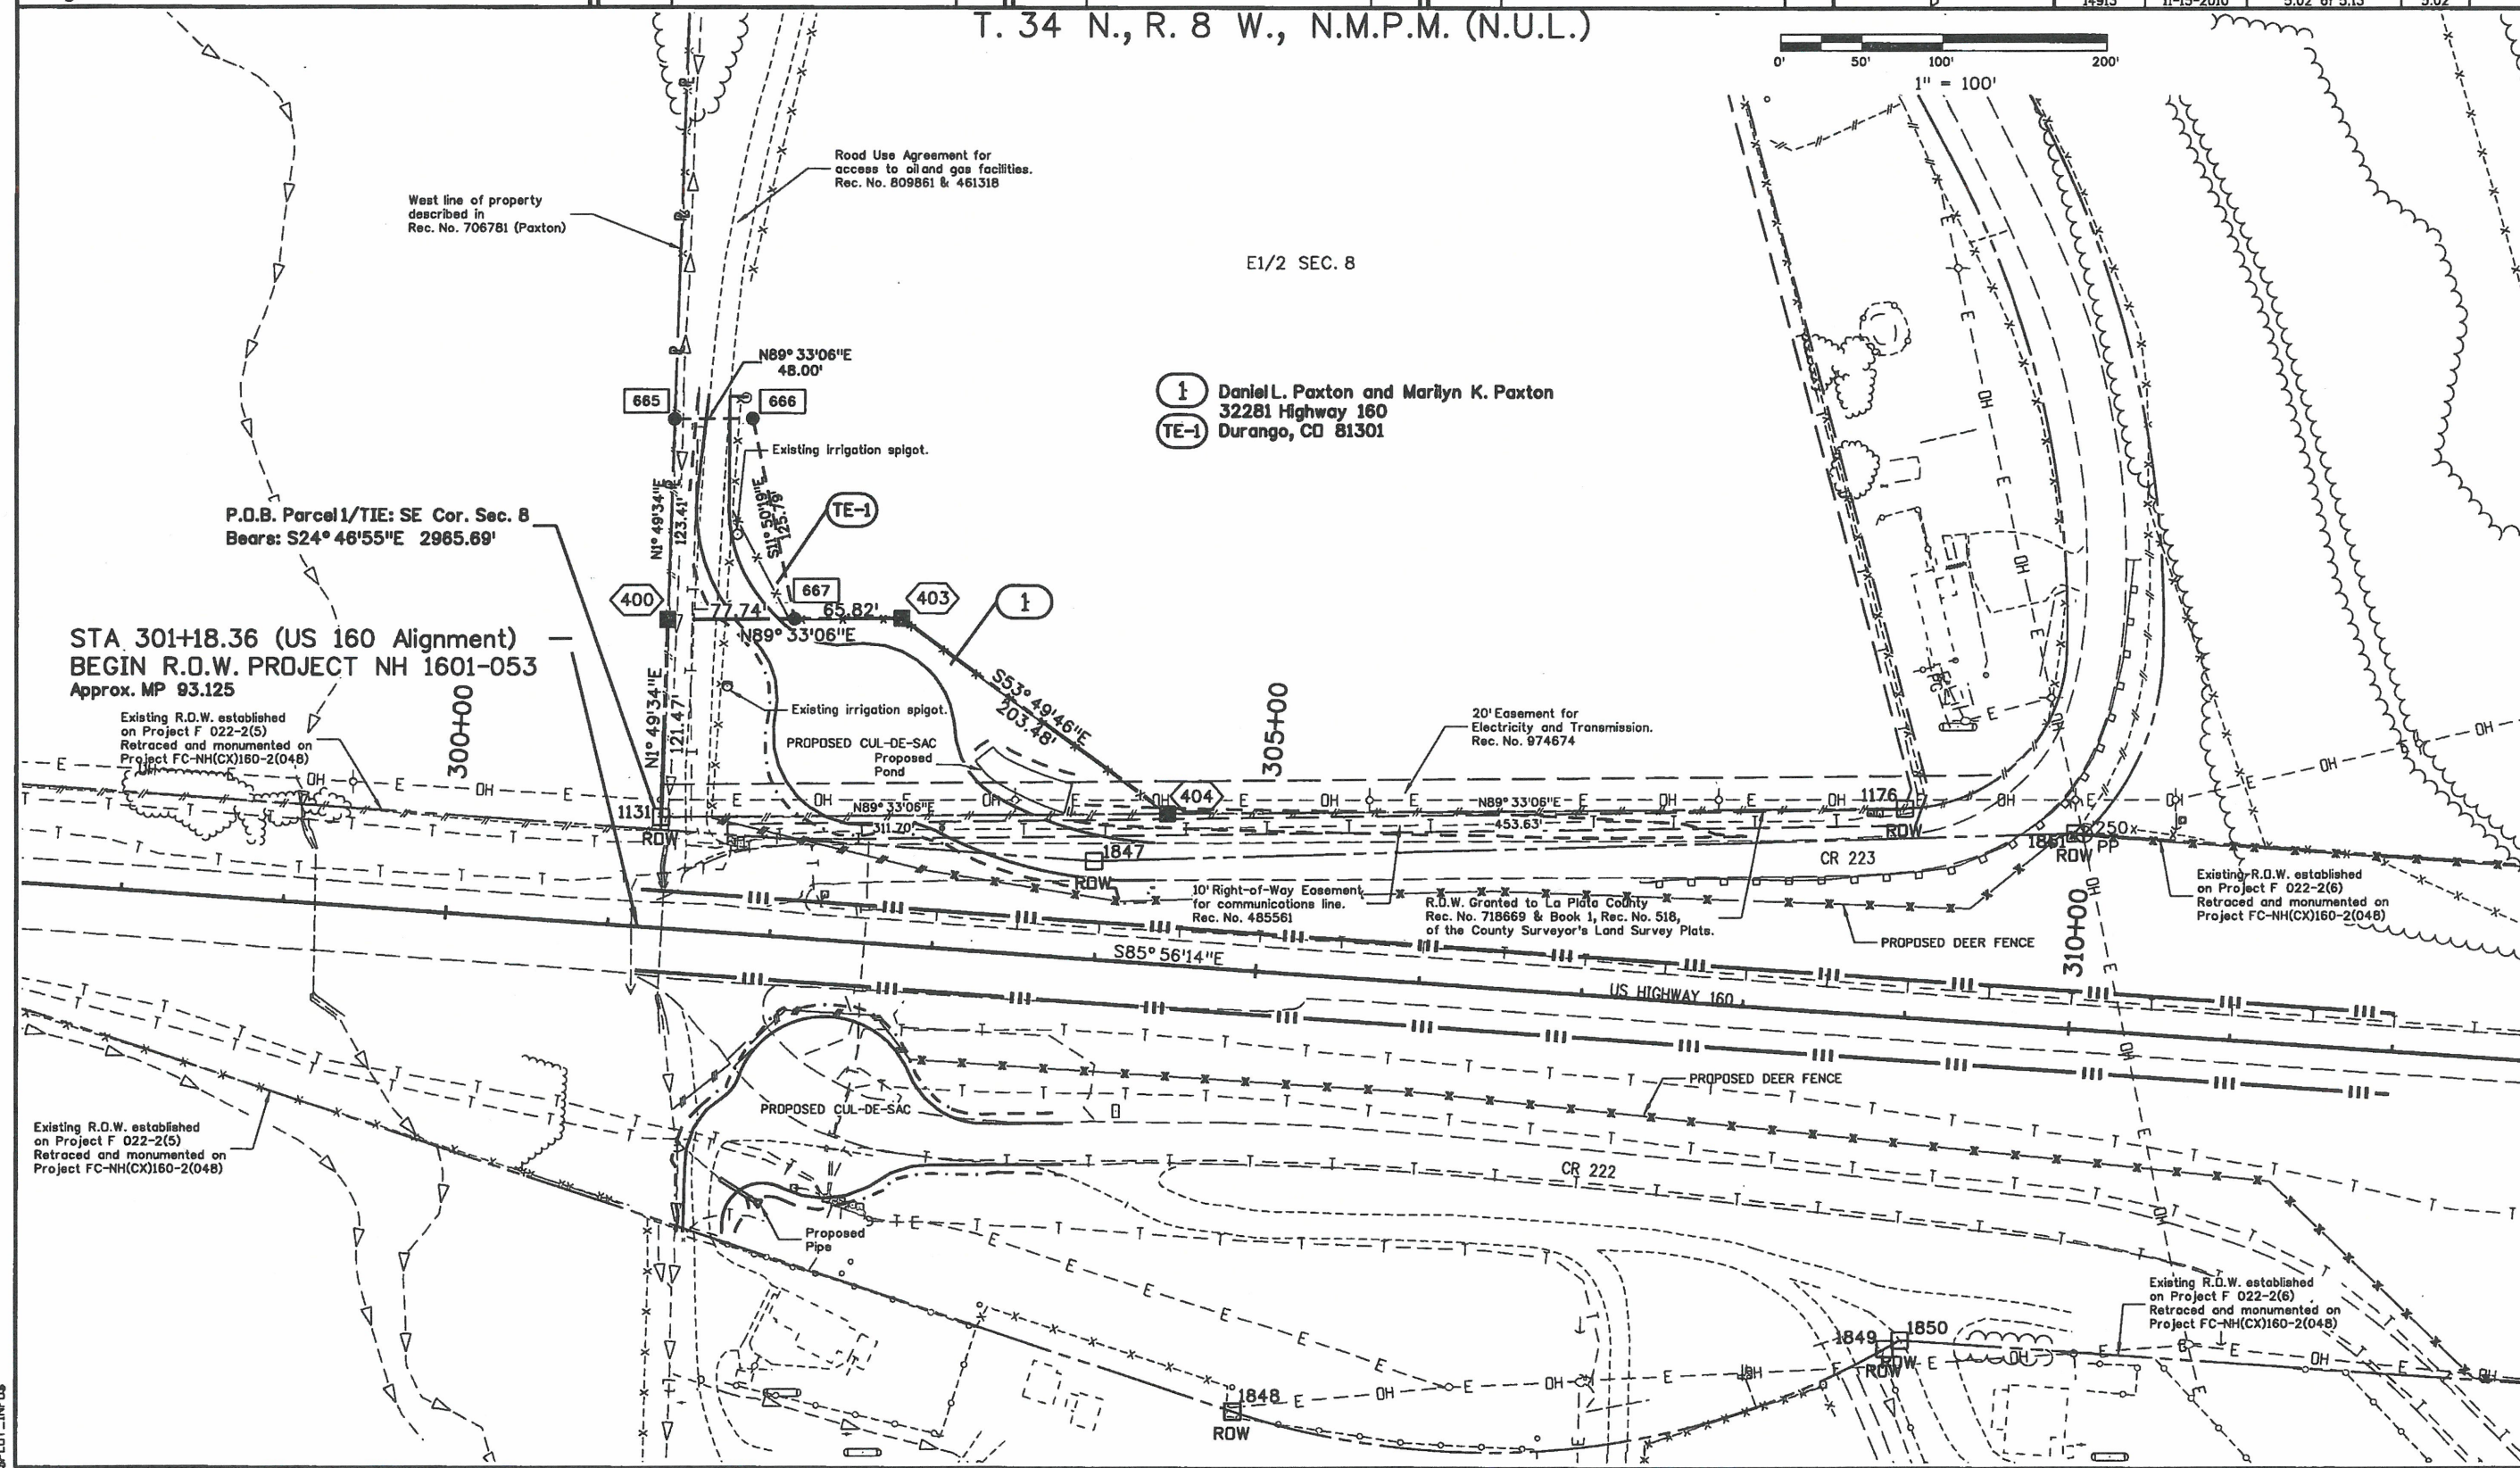 14913 11-15-2010 5.02 of 5.13 5.02
T. 34 N., R. 8 W., N.M.P.M. (N.U.L.)
0' 50' 100' 200'
1" = 100'
Road Use Agreement for
access to oil and gas facilities.
Rec. No. 809861 & 461318
West line of property
described in
Rec. No. 706781 (Paxton)
E1/2 SEC. 8
N89°33'06"E
48.00'
665
666
1
Daniel L. Paxton and Marilyn K. Paxton
32281 Highway 160
TE-1
Durango, CO 81301
Existing irrigation spigot.
N1°49'34"E
123.41'
S11°50'19"E
125.79'
TE-1
P.O.B. Parcel 1/TIE: SE Cor. Sec. 8
Bears: S24°46'55"E 2965.69'
400
667
403
1
77.74'
65.82'
N89°33'06"E
STA 301+18.36 (US 160 Alignment)
BEGIN R.O.W. PROJECT NH 1601-053
Approx. MP 93.125
N1°49'34"E
121.47'
S53°49'46"E
203.48'
Existing irrigation spigot.
300+00
305+00
310+00
Existing R.O.W. established
on Project F 022-2(5)
Retraced and monumented on
Project FC-NH(CX)160-2(048)
PROPOSED CUL-DE-SAC
Proposed
Pond
20' Easement for
Electricity and Transmission.
Rec. No. 974674
404
1131
ROW
N89°33'06"E
311.70'
N89°33'06"E
453.63'
1176
ROW
1847
ROW
CR 223
1861
ROW
250x
PP
10' Right-of-Way Easement
for communications line.
Rec. No. 485561
R.O.W. Granted to La Plata County
Rec. No. 718669 & Book 1, Rec. No. 518,
of the County Surveyor's Land Survey Plats.
PROPOSED DEER FENCE
Existing R.O.W. established
on Project F 022-2(6)
Retraced and monumented on
Project FC-NH(CX)160-2(048)
S85°56'14"E
US HIGHWAY 160
PROPOSED DEER FENCE
PROPOSED CUL-DE-SAC
Existing R.O.W. established
on Project F 022-2(5)
Retraced and monumented on
Project FC-NH(CX)160-2(048)
CR 222
Proposed
Pipe
Existing R.O.W. established
on Project F 022-2(6)
Retraced and monumented on
Project FC-NH(CX)160-2(048)
1848
ROW
1849
ROW
1850
ROW